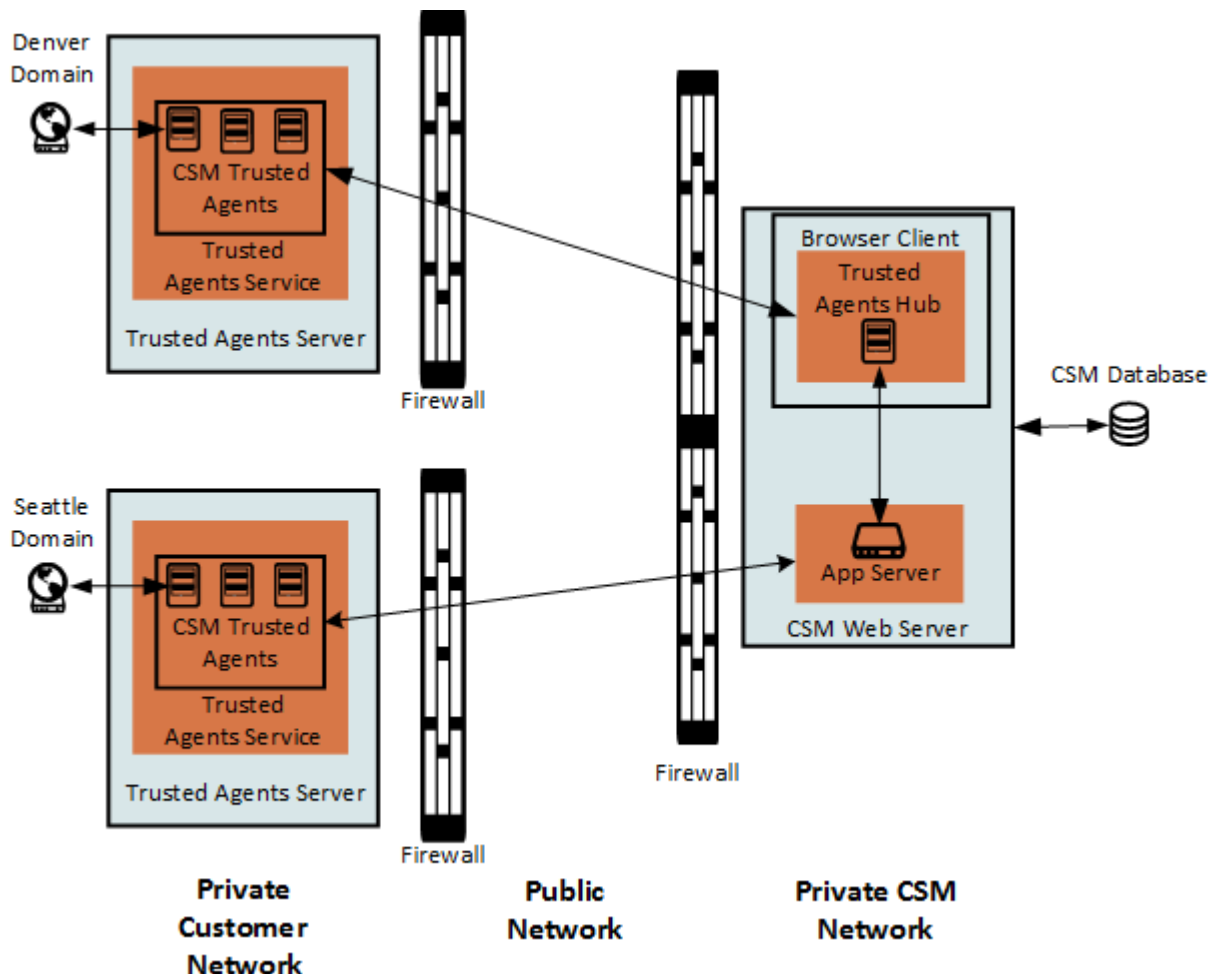 Denver
Domain
CSM Trusted
Agents
Trusted
Agents Service
Trusted Agents Server
Firewall
Seattle
Domain
CSM Trusted
Agents
Trusted
Agents Service
Trusted Agents Server
Firewall
Firewall
Browser Client
Trusted
Agents Hub
App Server
CSM Web Server
CSM Database
Private
Customer
Network
Public
Network
Private CSM
Network